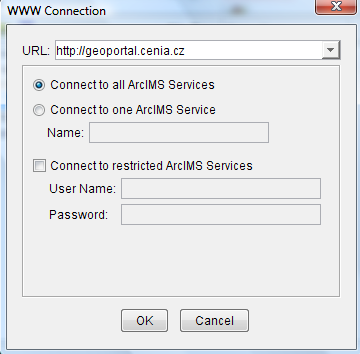 WWW Connection
URL: http://geoportal.cenia.cz
Connect to all ArcIMS Services
Connect to one ArcIMS Service
Name:
Connect to restricted ArcIMS Services
User Name:
Password:
OK Cancel